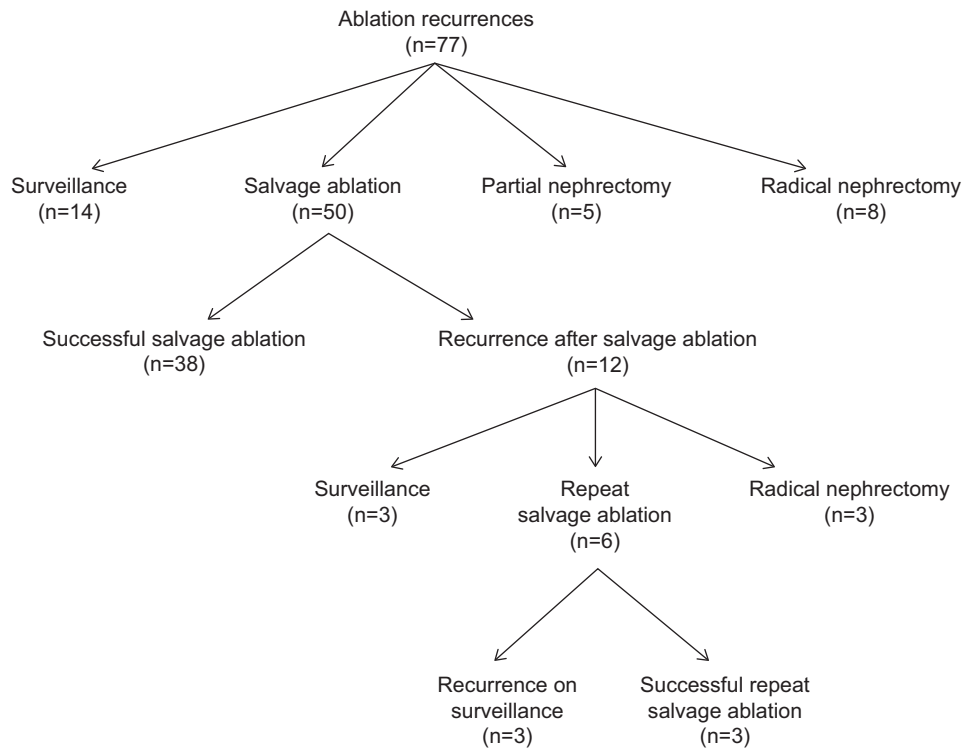 Ablation recurrences
(n=77)
Surveillance
(n=14)
Salvage ablation
(n=50)
Partial nephrectomy
(n=5)
Radical nephrectomy
(n=8)
Successful salvage ablation
(n=38)
Recurrence after salvage ablation
(n=12)
Surveillance
(n=3)
Repeat
salvage ablation
(n=6)
Radical nephrectomy
(n=3)
Recurrence on
surveillance
(n=3)
Successful repeat
salvage ablation
(n=3)